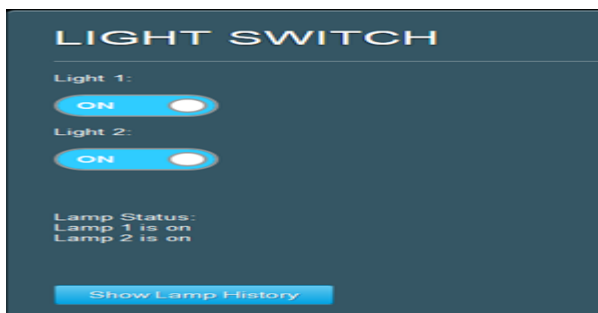 LIGHT SWITCH
Light 1:
ON
Light 2:
ON
Lamp Status:
Lamp 1 is on
Lamp 2 is on
Show Lamp History